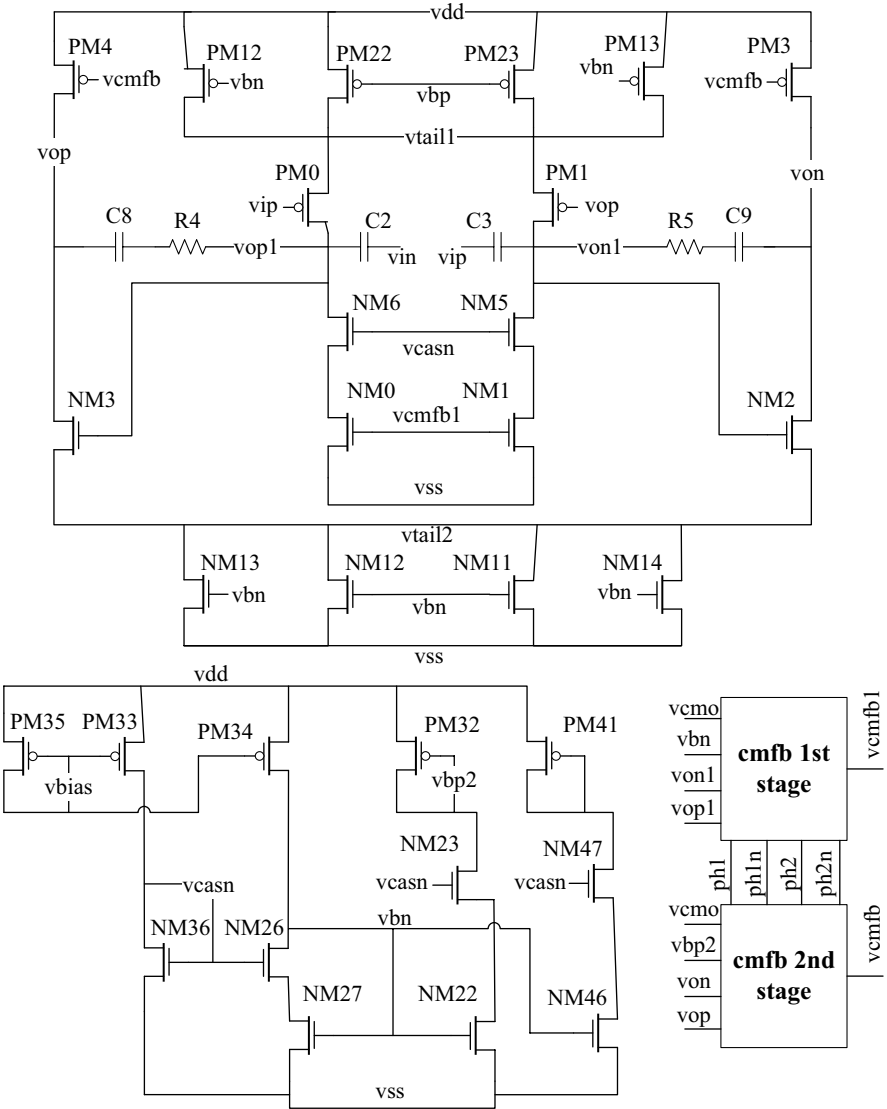 vdd
PM4
PM12
PM22
PM23
PM13
PM3
vcmfb
vbn
vbp
vbn
vcmfb
vtail1
vop
von
PM0
PM1
vip
vop
C8
R4
C2
C3
R5
C9
vop1
vin
vip
von1
NM6
NM5
vcasn
NM3
NM0
NM1
NM2
vcmfb1
vss
vtail2
NM13
NM12
NM11
NM14
vbn
vbn
vbn
vss
vdd
PM35
PM33
PM34
PM32
PM41
vbias
vbp2
NM23
NM47
vcasn
vcasn
vcasn
NM36
NM26
vbn
NM27
NM22
NM46
vss
vcmo
vbn
von1
vop1
cmfb 1st
stage
vcmfb1
ph1
ph1n
ph2
ph2n
vcmo
vbp2
von
vop
cmfb 2nd
stage
vcmfb